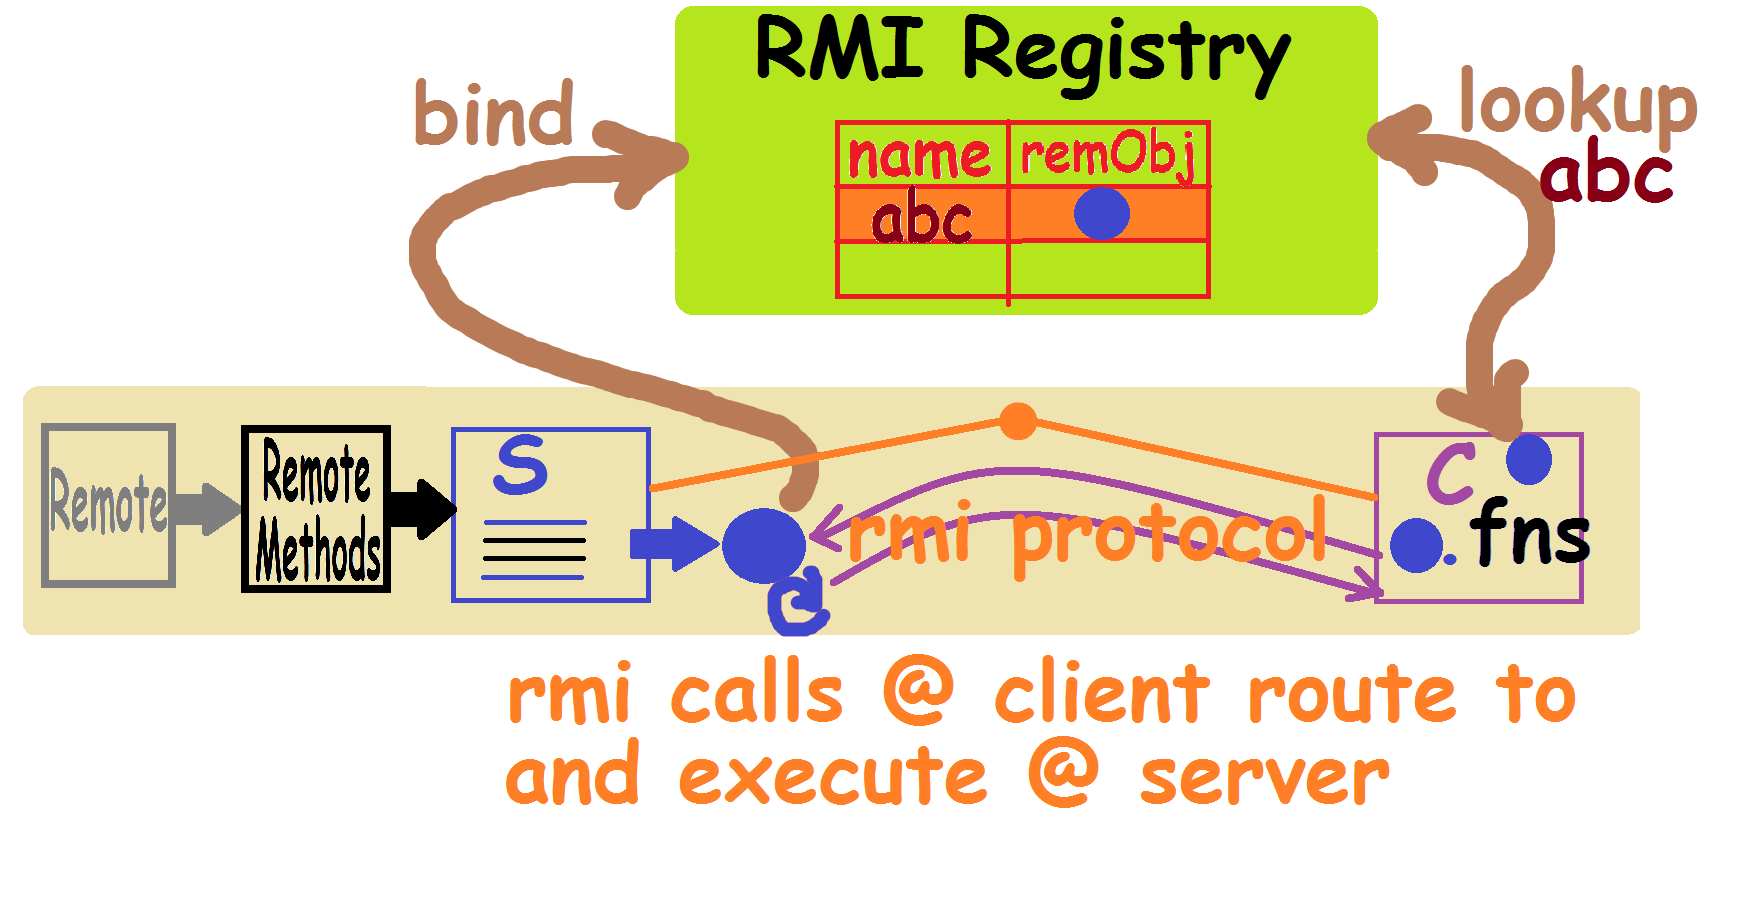 RMI Registry
bind
lookup
abc
name remObj
abc
Remote
Remote
Methods
S
C
rmi protocol
.fns
rmi calls @ client route to
and execute @ server